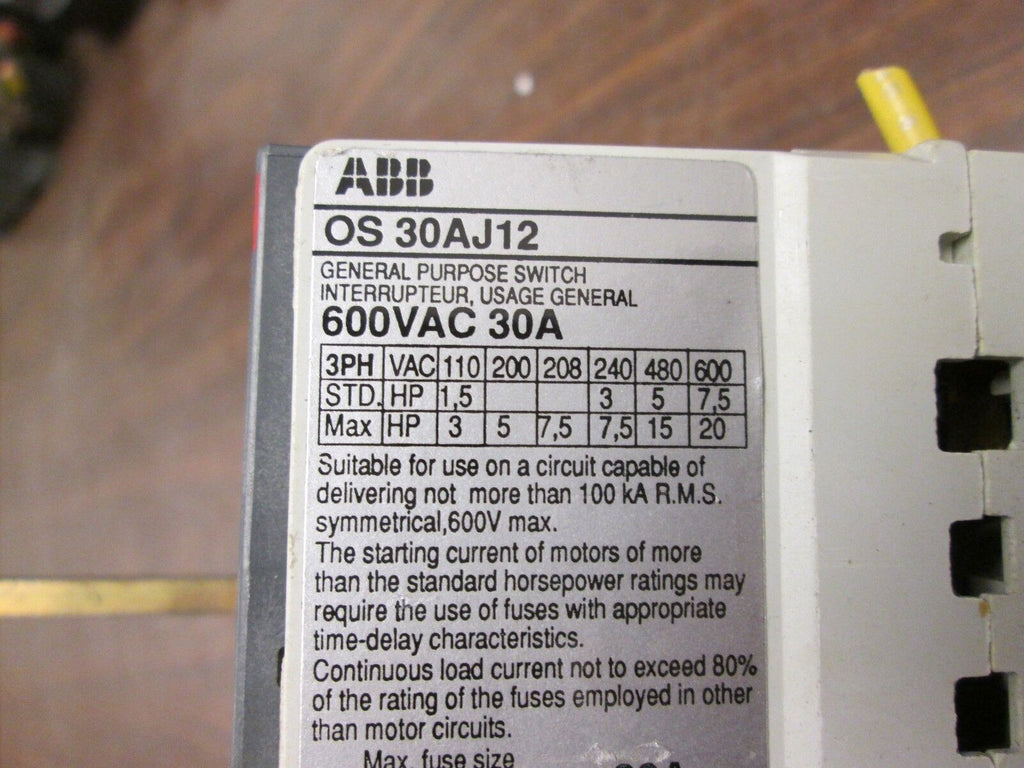 ABB
OS 30AJ12
GENERAL PURPOSE SWITCH
INTERRUPTEUR, USAGE GENERAL
600VAC 30A
3PH VAC 110 200 208 240 480 600
STD. HP 1,5 3 5 7,5
Max HP 3 5 7,5 7,5 15 20
Suitable for use on a circuit capable of
delivering not more than 100 kA R.M.S.
symmetrical,600V max.
The starting current of motors of more
than the standard horsepower ratings may
require the use of fuses with appropriate
time-delay characteristics.
Continuous load current not to exceed 80%
of the rating of the fuses employed in other
than motor circuits.
Max. fuse size